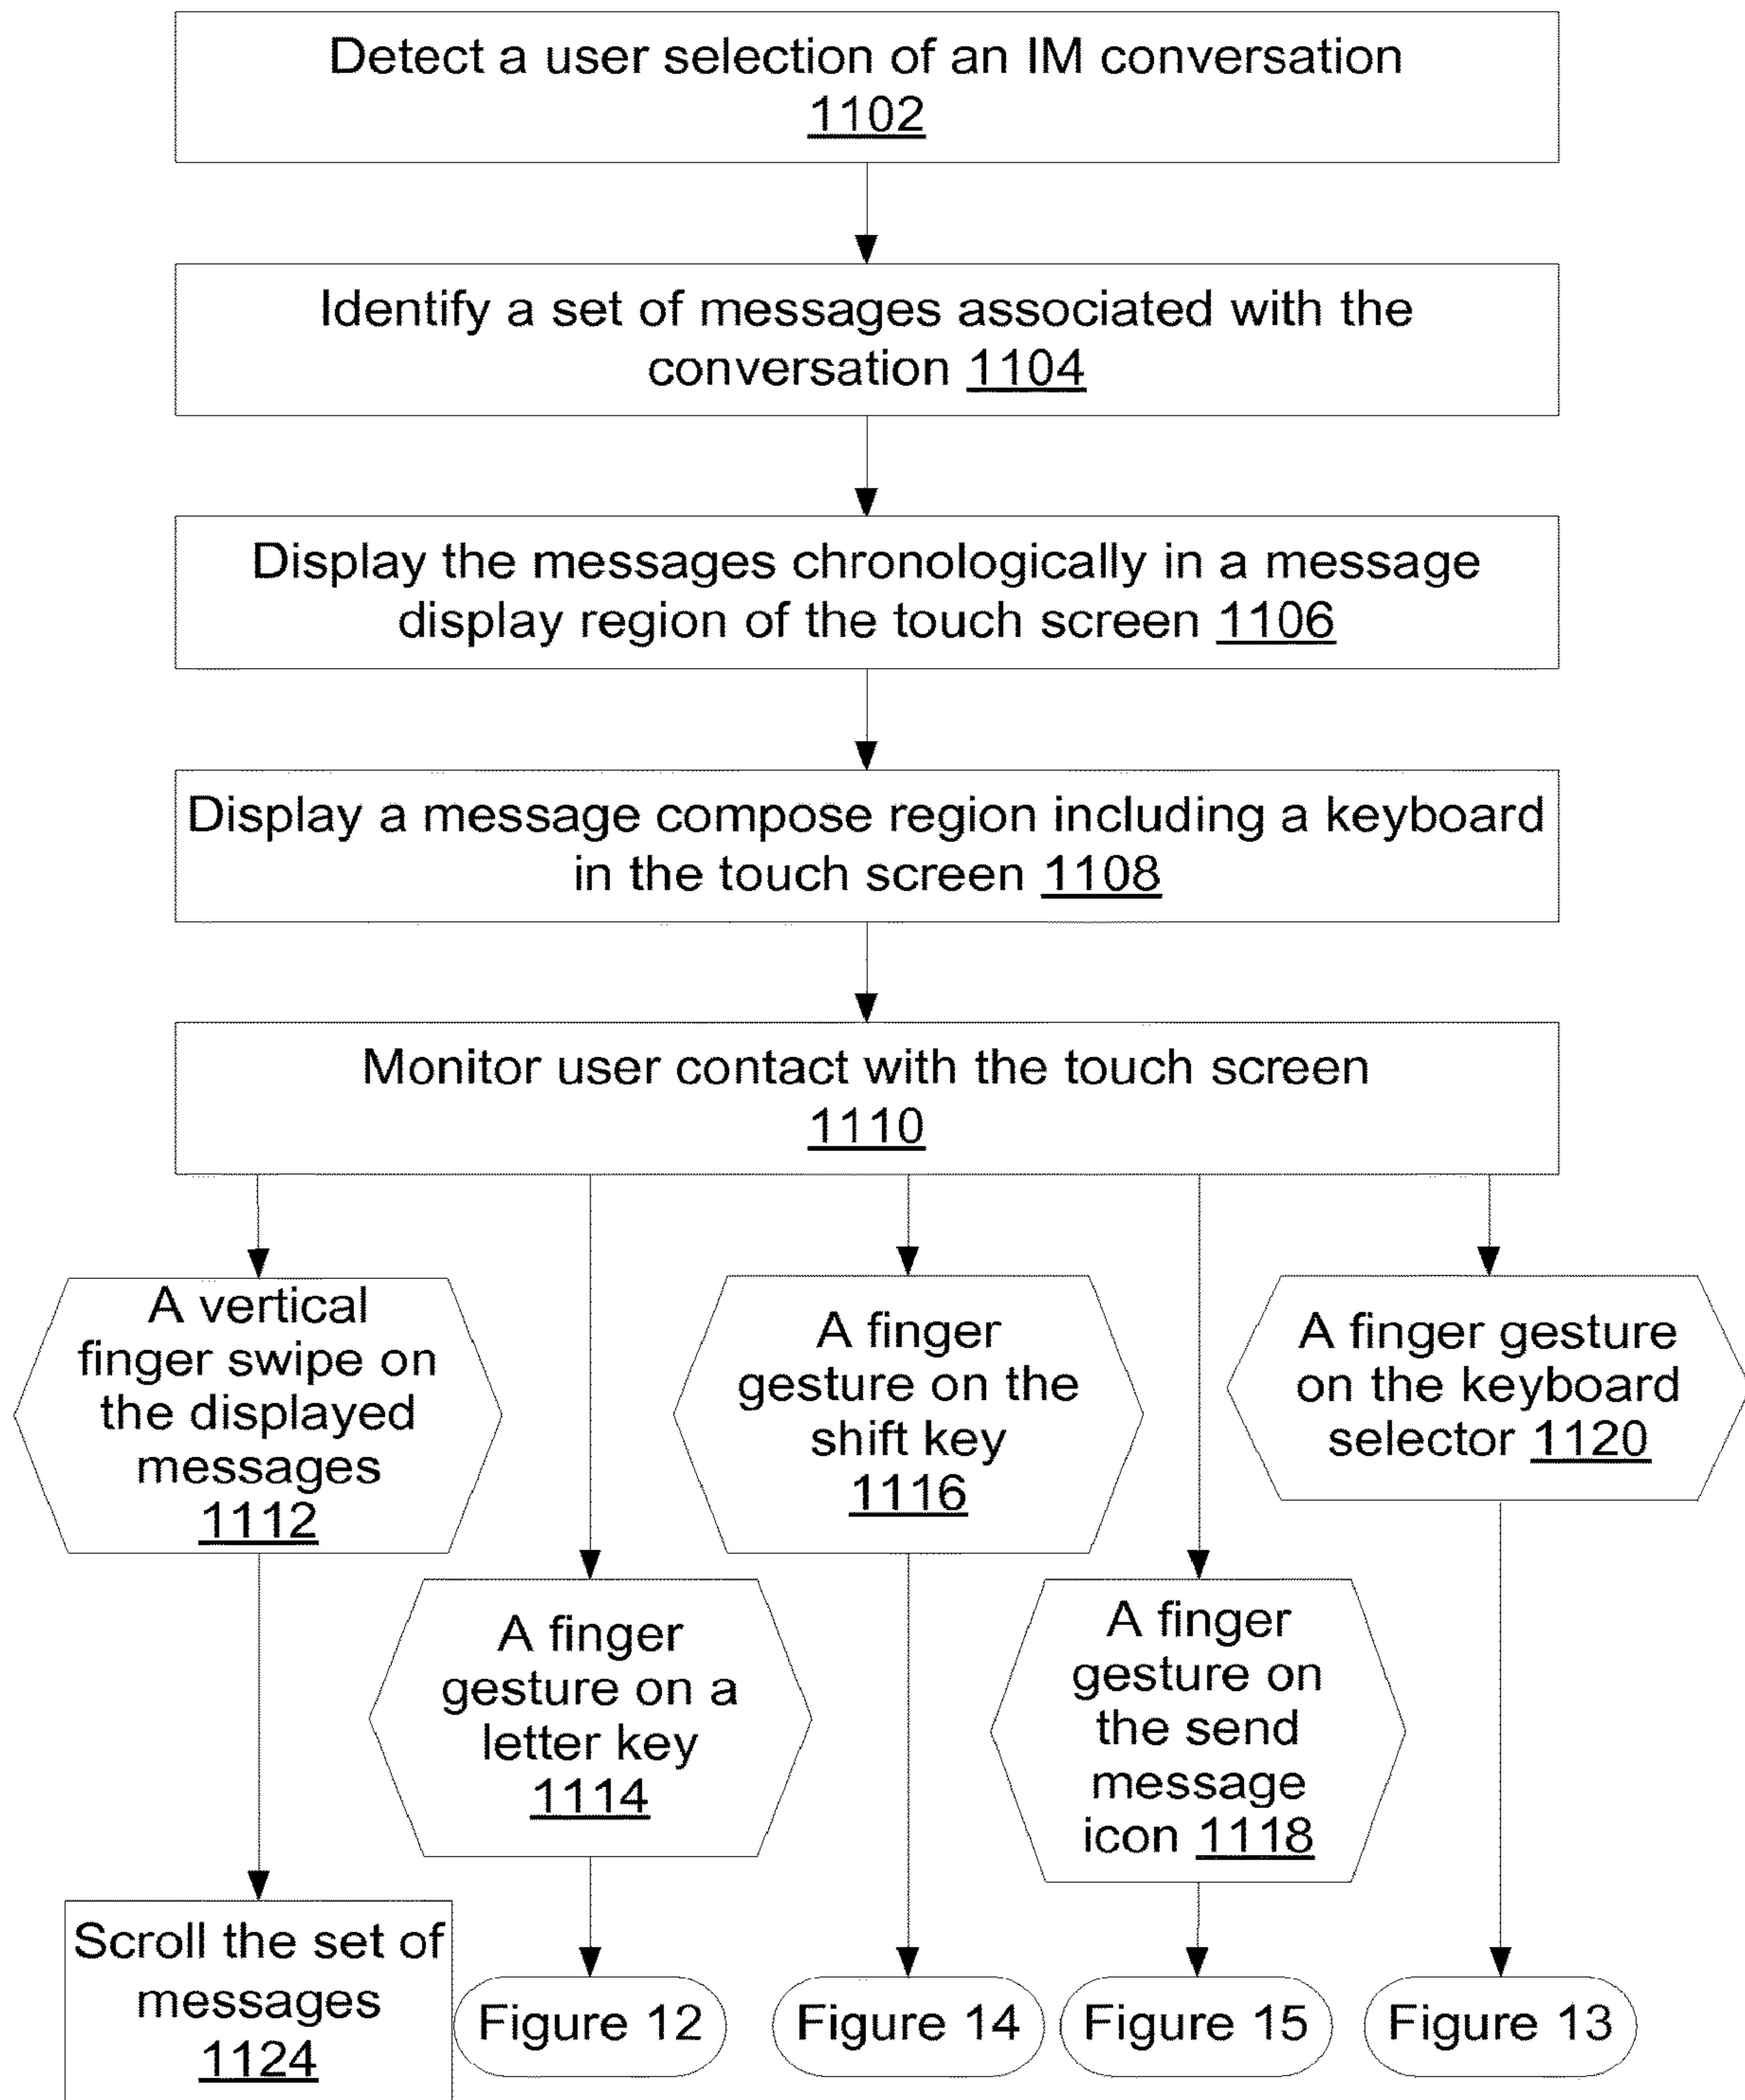 Detect a user selection of an IM conversation
1102
Identify a set of messages associated with the
conversation 1104
Display the messages chronologically in a message
display region of the touch screen 1106
Display a message compose region including a keyboard
in the touch screen 1108
Monitor user contact with the touch screen
1110
A vertical
finger swipe on
the displayed
messages
1112
A finger
gesture on the
shift key
1116
A finger gesture
on the keyboard
selector 1120
A finger
gesture on a
letter key
1114
A finger
gesture on
the send
message
icon 1118
Scroll the set of
messages
1124
Figure 12
Figure 14
Figure 15
Figure 13